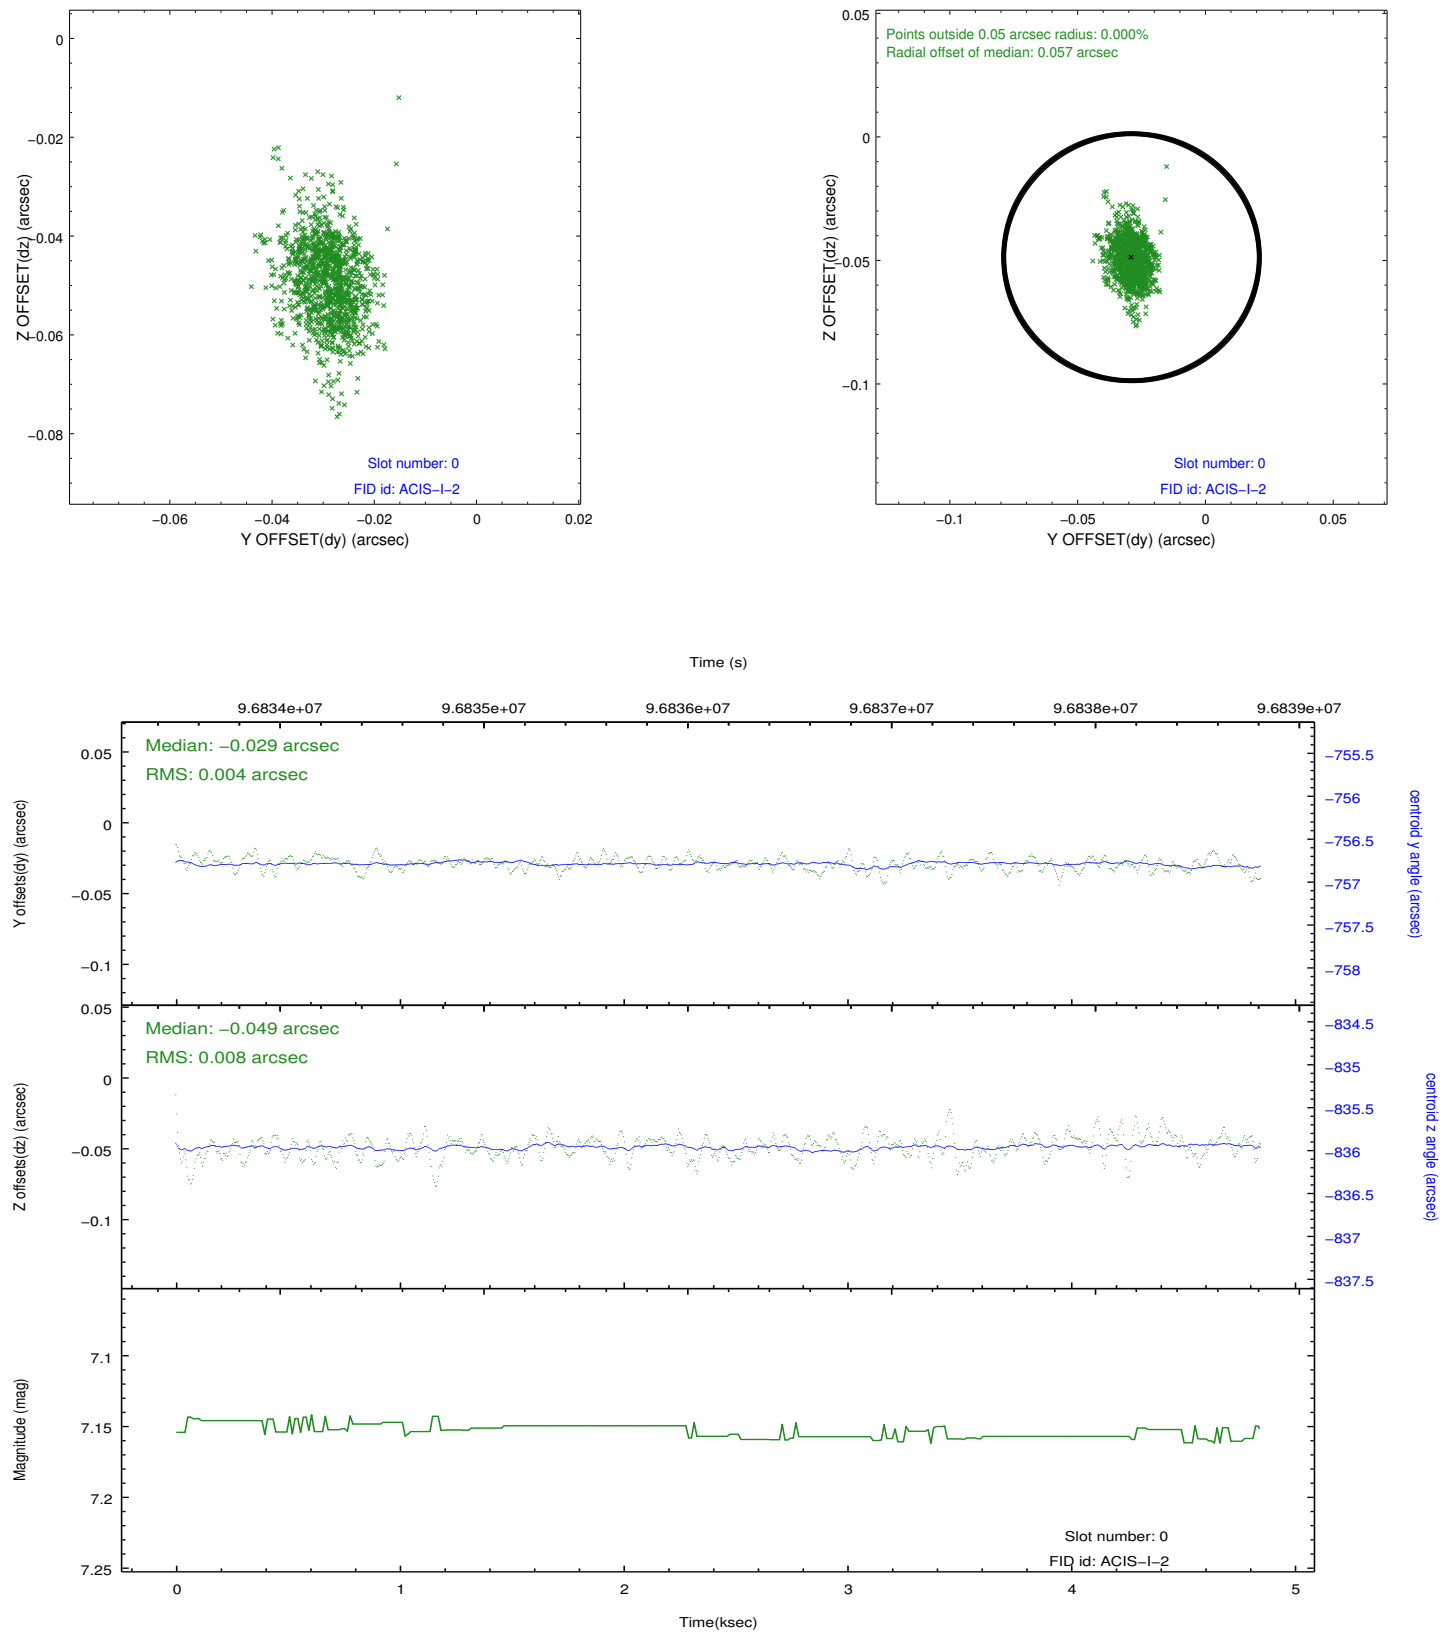 0
−0.02
−0.04
−0.06
−0.08
Z OFFSET(dz) (arcsec)
Slot number: 0
FID id: ACIS−I−2
−0.06
−0.04
−0.02
0
0.02
Y OFFSET(dy) (arcsec)
0.05
0
−0.05
−0.1
Z OFFSET(dz) (arcsec)
Points outside 0.05 arcsec radius: 0.000%
Radial offset of median: 0.057 arcsec
Slot number: 0
FID id: ACIS−I−2
−0.1
−0.05
0
0.05
Y OFFSET(dy) (arcsec)
Time (s)
9.6834e+07
9.6835e+07
9.6836e+07
9.6837e+07
9.6838e+07
9.6839e+07
Median: −0.029 arcsec
RMS: 0.004 arcsec
0.05
0
−0.05
−0.1
Y offsets(dy) (arcsec)
−755.5
−756
−756.5
−757
−757.5
−758
centroid y angle (arcsec)
Median: −0.049 arcsec
RMS: 0.008 arcsec
0.05
0
−0.05
−0.1
Z offsets(dz) (arcsec)
−834.5
−835
−835.5
−836
−836.5
−837
−837.5
centroid z angle (arcsec)
7.1
7.15
7.2
7.25
Magnitude (mag)
Slot number: 0
FID id: ACIS−I−2
0
1
2
3
4
5
Time(ksec)